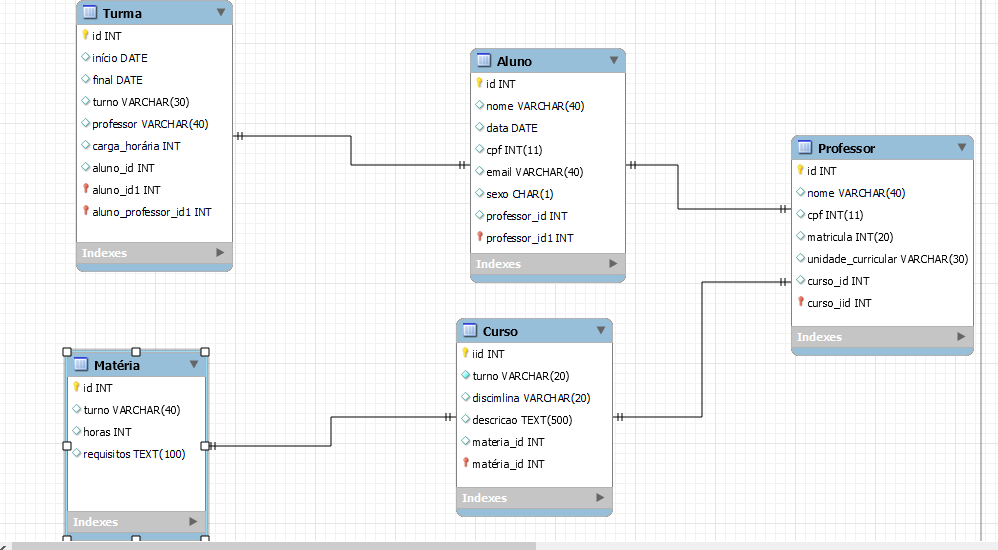 Turma
id INT
início DATE
final DATE
turno VARCHAR(30)
professor VARCHAR(40)
carga_horária INT
aluno_id INT
aluno_id1 INT
aluno_professor_id1 INT
Indexes
Aluno
id INT
nome VARCHAR(40)
data DATE
cpf INT(11)
email VARCHAR(40)
sexo CHAR(1)
professor_id INT
professor_id1 INT
Indexes
Professor
id INT
nome VARCHAR(40)
cpf INT(11)
matricula INT(20)
unidade_curricular VARCHAR(30)
curso_id INT
curso_iid INT
Indexes
Matéria
id INT
turno VARCHAR(40)
horas INT
requisitos TEXT(100)
Indexes
Curso
iid INT
turno VARCHAR(20)
discimlina VARCHAR(20)
descricao TEXT(500)
materia_id INT
matéria_id INT
Indexes